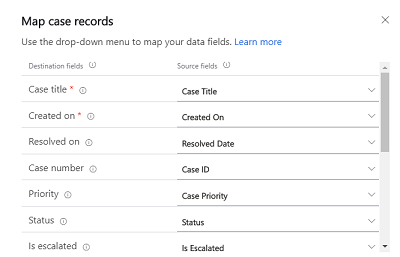 Map case records
Use the drop-down menu to map your data fields. Learn more
Destination fields Source fields
Case title * Case Title
Created on * Created On
Resolved on Resolved Date
Case number Case ID
Priority Case Priority
Status Status
Is escalated Is Escalated